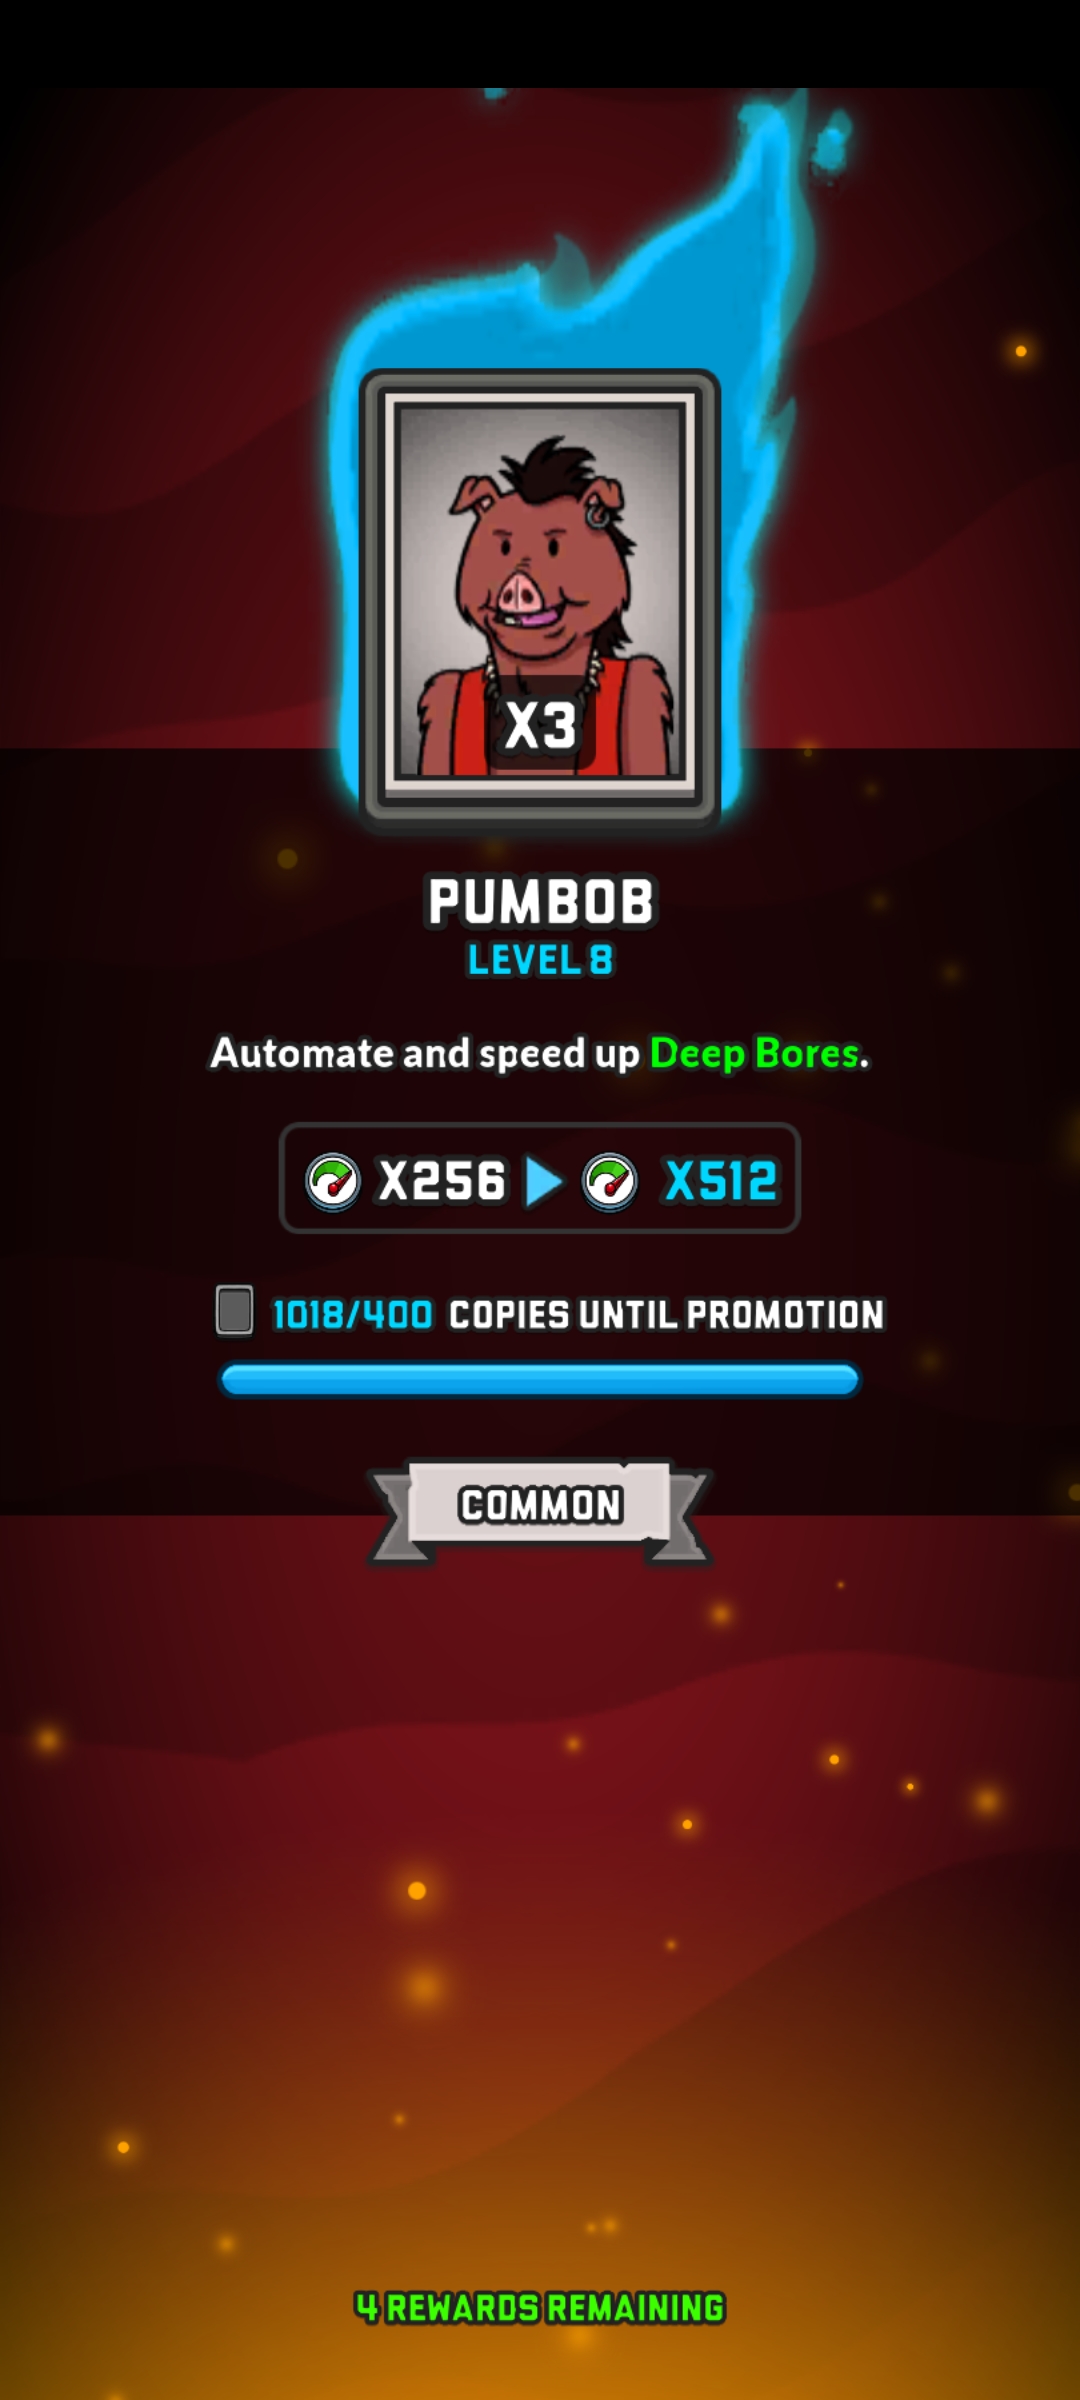 X3
PUMBOB
LEVEL 8
Automate and speed up Deep Bores.
X256 X512
1018/400 COPIES UNTIL PROMOTION
COMMON
4 REWARDS REMAINING